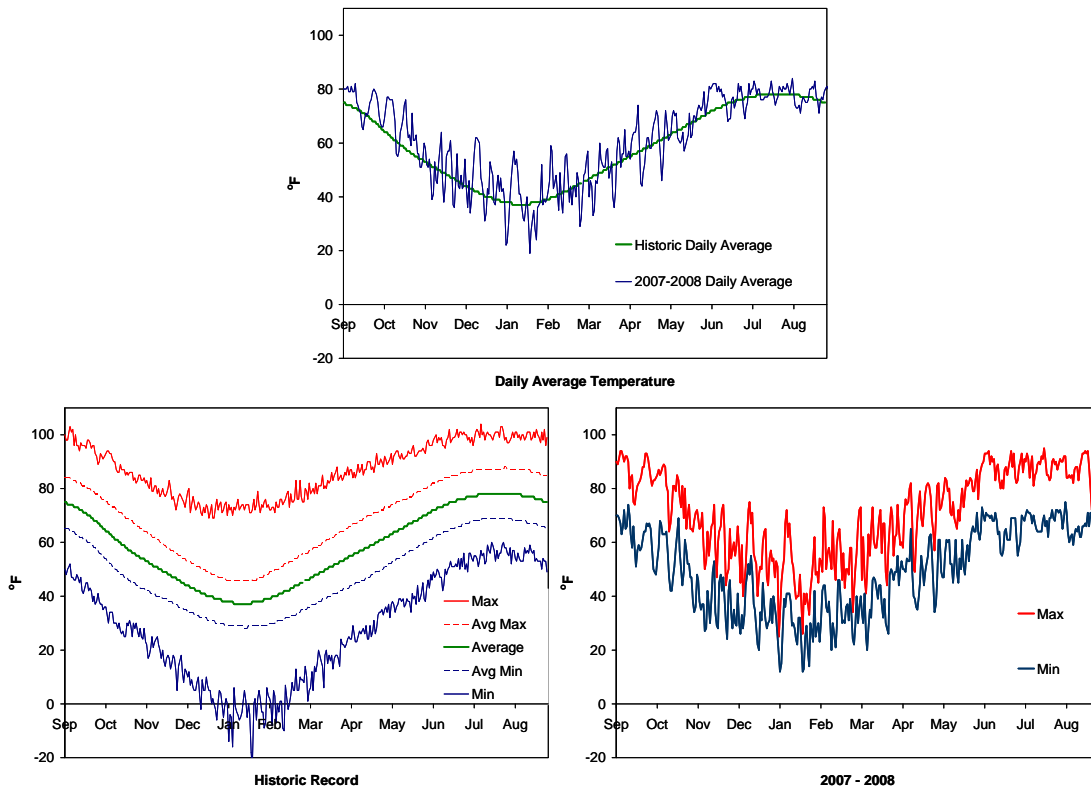 100
80
60
40
20
0
-20
°F
Sep Oct Nov Dec Jan Feb Mar Apr May Jun Jul Aug
Historic Daily Average
2007-2008 Daily Average
Daily Average Temperature
100
80
60
40
20
0
-20
°F
Sep Oct Nov Dec Jan Feb Mar Apr May Jun Jul Aug
Max
Avg Max
Average
Avg Min
Min
Historic Record
100
80
60
40
20
0
-20
°F
Sep Oct Nov Dec Jan Feb Mar Apr May Jun Jul Aug
Max
Min
2007 - 2008